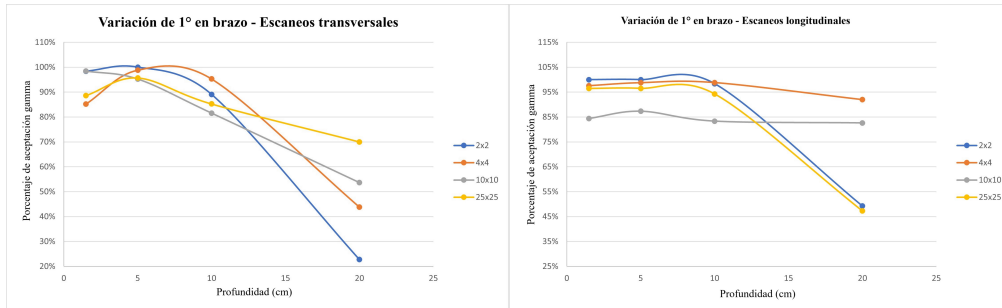 Variación de 1° en brazo - Escaneos transversales
110%
100%
90%
80%
70%
60%
50%
40%
30%
20%
Porcentaje de aceptación gamma
0
5
10
15
20
25
Profundidad (cm)
2x2
4x4
10x10
25x25
Variación de 1° en brazo - Escaneos longitudinales
115%
105%
95%
85%
75%
65%
55%
45%
35%
25%
Porcentaje de aceptación gamma
0
5
10
15
20
25
Profundidad (cm)
2x2
4x4
10x10
25x25